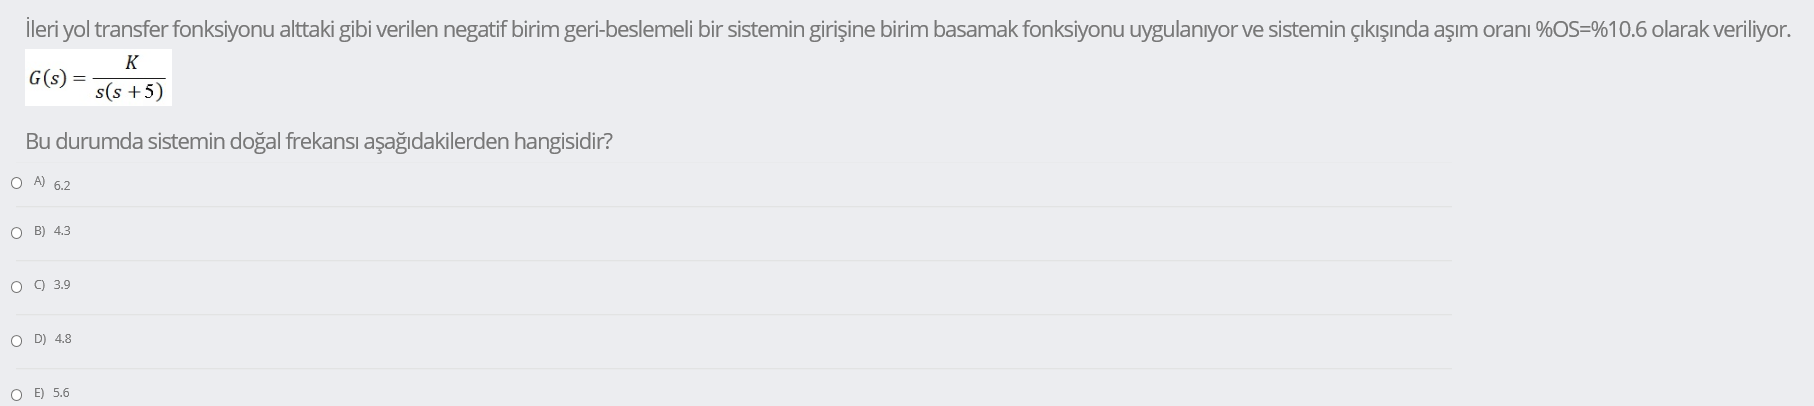 İleri yol transfer fonksiyonu alttaki gibi verilen negatif birim geri-beslemeli bir sistemin girişine birim basamak fonksiyonu uygulanıyor ve sistemin çıkışında aşım oranı %OS=%10.6 olarak veriliyor.
G(s) = K / s(s + 5)
Bu durumda sistemin doğal frekansı aşağıdakilerden hangisidir?
A) 6.2
B) 4.3
C) 3.9
D) 4.8
E) 5.6